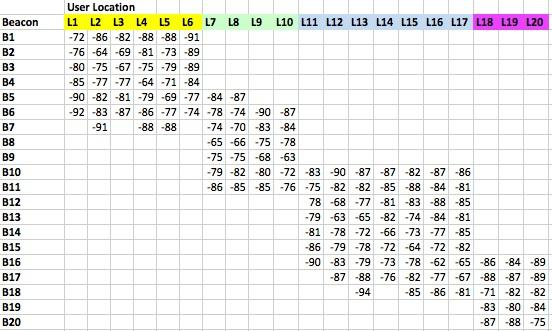 User Location
Beacon L1 L2 L3 L4 L5 L6 L7 L8 L9 L10 L11 L12 L13 L14 L15 L16 L17 L18 L19 L20
B1 -72 -86 -82 -88 -88 -91
B2 -76 -64 -69 -81 -73 -89
B3 -80 -75 -67 -75 -79 -89
B4 -85 -77 -77 -64 -71 -84
B5 -90 -82 -81 -79 -69 -77 -84 -87
B6 -92 -83 -87 -86 -77 -74 -78 -74 -90 -87
B7 -91 -88 -88 -74 -70 -83 -84
B8 -65 -66 -75 -78
B9 -75 -75 -68 -63
B10 -79 -82 -80 -72 -83 -90 -87 -87 -82 -87 -86
B11 -86 -85 -85 -76 -75 -82 -82 -85 -88 -84 -81
B12 78 -68 -77 -81 -83 -88 -85
B13 -79 -63 -65 -82 -74 -84 -81
B14 -81 -78 -72 -66 -73 -77 -85
B15 -86 -79 -78 -72 -64 -72 -82
B16 -90 -83 -79 -73 -78 -62 -65 -86 -84 -89
B17 -87 -88 -76 -82 -77 -67 -88 -87 -89
B18 -94 -85 -86 -81 -71 -82 -82
B19 -83 -80 -84
B20 -87 -88 -75